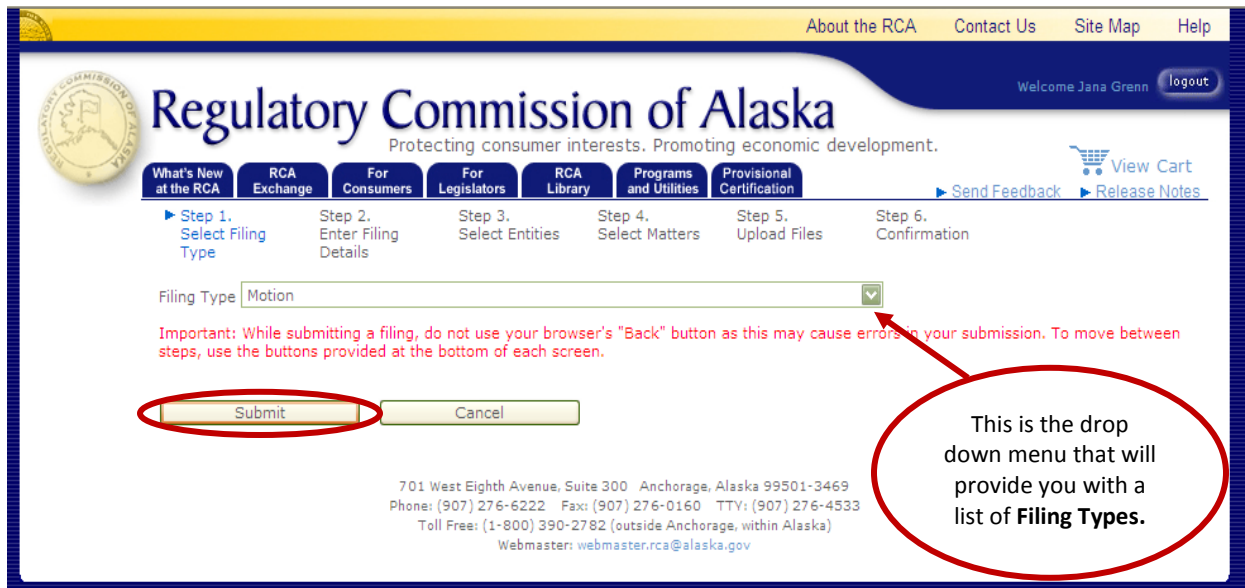 About the RCA Contact Us Site Map Help
Welcome Jana Grenn logout
REGULATORY COMMISSION OF ALASKA
Regulatory Commission of Alaska
Protecting consumer interests. Promoting economic development.
View Cart
What's New at the RCA
RCA Exchange
For Consumers
For Legislators
RCA Library
Programs and Utilities
Provisional Certification
Send Feedback Release Notes
Step 1. Step 2. Step 3. Step 4. Step 5. Step 6.
Select Filing Enter Filing Select Entities Select Matters Upload Files Confirmation
Type Details
Filing Type Motion
Important: While submitting a filing, do not use your browser's "Back" button as this may cause errors in your submission. To move between
steps, use the buttons provided at the bottom of each screen.
Submit Cancel
This is the drop
down menu that will
provide you with a
list of Filing Types.
701 West Eighth Avenue, Suite 300 Anchorage, Alaska 99501-3469
Phone: (907) 276-6222 Fax: (907) 276-0160 TTY: (907) 276-4533
Toll Free: (1-800) 390-2782 (outside Anchorage, within Alaska)
Webmaster: webmaster.rca@alaska.gov